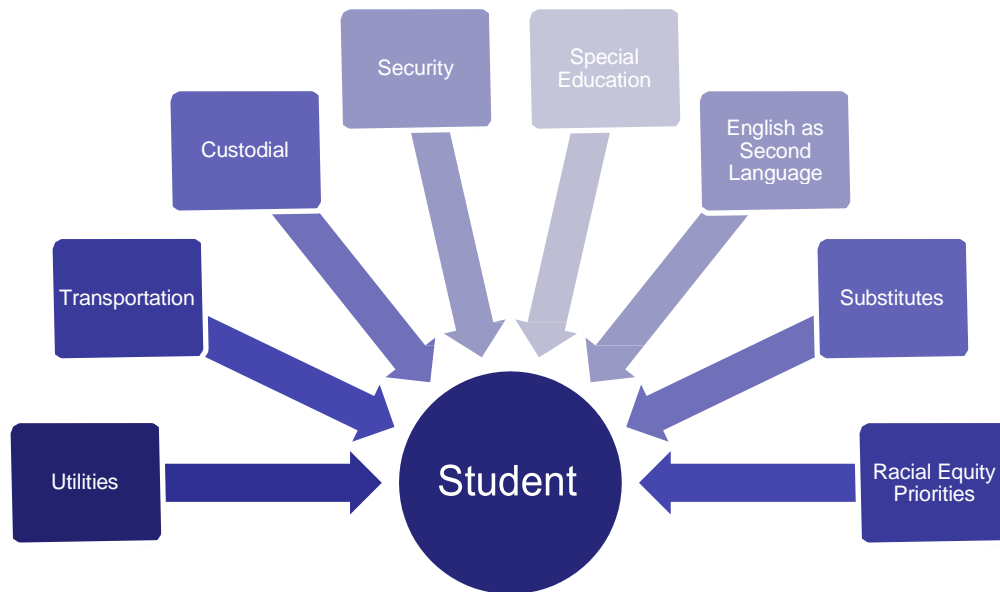 Security
Special
Education
Custodial
English as
Second
Language
Transportation
Substitutes
Utilities
Student
Racial Equity
Priorities